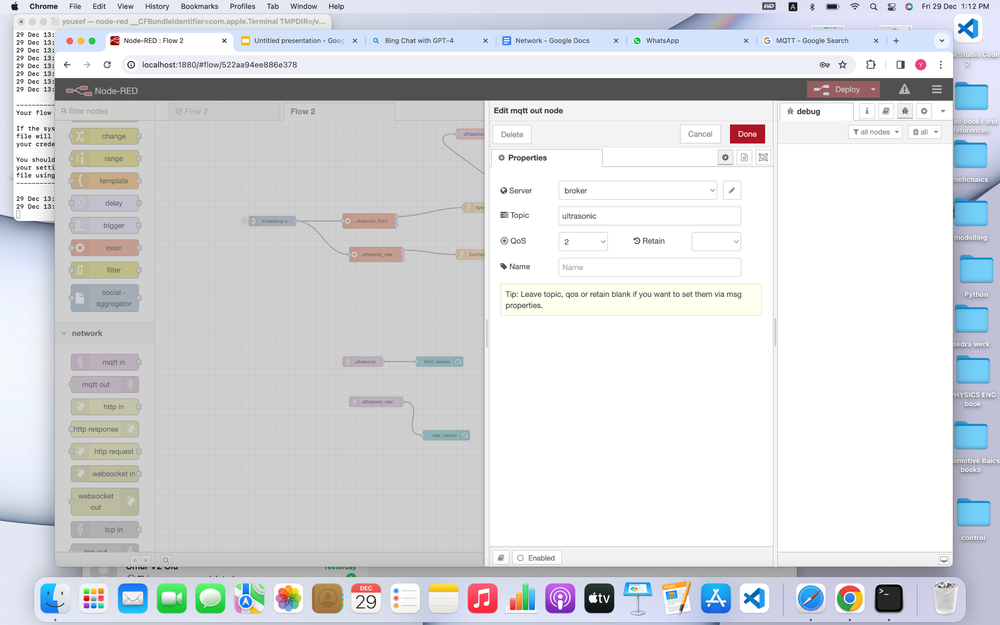 Chrome File Edit View History Bookmarks Profiles Tab Window Help
WD A Fri 29 Dec 1:12 PM
yousef — node-red __CFBundleIdentifier=com.apple.Terminal TMPDIR=/v...
29 Dec 13:
29 Dec 13:
29 Dec 13:
29 Dec 13:
29 Dec 13:
29 Dec 13:
29 Dec 13:
29 Dec 13:
Your flow
If the sys
file will
your crede
You should
your setti
file using
29 Dec 13:
29 Dec 13:
Node-RED : Flow 2
Untitled presentation - Goog
Bing Chat with GPT-4
Network - Google Docs
WhatsApp
MQTT - Google Search
localhost:1880/#flow/522aa94ee886e378
Y
Node-RED
Deploy
filter nodes
change
range
template
delay
trigger
exec
filter
social -
aggregator
network
mqtt in
mqtt out
http in
http response
http request
websocket in
websocket
out
tcp in
tcp out
Flow 2
Flow 2
ultrasonic
timestamp ↻
ultrasonic_front
func
ultrasonic_rear
functio
ultrasonic
front_sensor
ultrasonic_rear
rear_sensor
Edit mqtt out node
Delete
Cancel
Done
Properties
Server
broker
Topic
ultrasonic
QoS
2
Retain
Name
Name
Tip: Leave topic, qos or retain blank if you want to set them via msg
properties.
Enabled
debug
i
all nodes
all
l Studio Code
2
ve books and
references
mehcnaics
modelling
Python
sedra werk
PHYSICS ENG
book
omotive Baics
books
control
Omar V2 Old
Yesterday
DEC
29
tv
PAGES